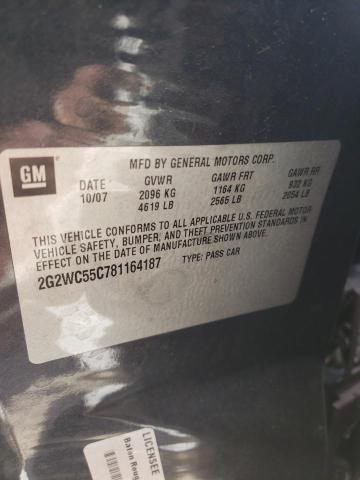 GM
MFD BY GENERAL MOTORS CORP.
DATE GVWR GAWR FRT GAWR RR
10/07 2096 KG 1164 KG 932 KG
4619 LB 2565 LB 2054 LB
THIS VEHICLE CONFORMS TO ALL APPLICABLE U.S. FEDERAL MOTOR
VEHICLE SAFETY, BUMPER, AND THEFT PREVENTION STANDARDS IN
EFFECT ON THE DATE OF MANUFACTURE SHOWN ABOVE.
2G2WC55C781164187 TYPE: PASS CAR
LICENSEE
Baton Roug